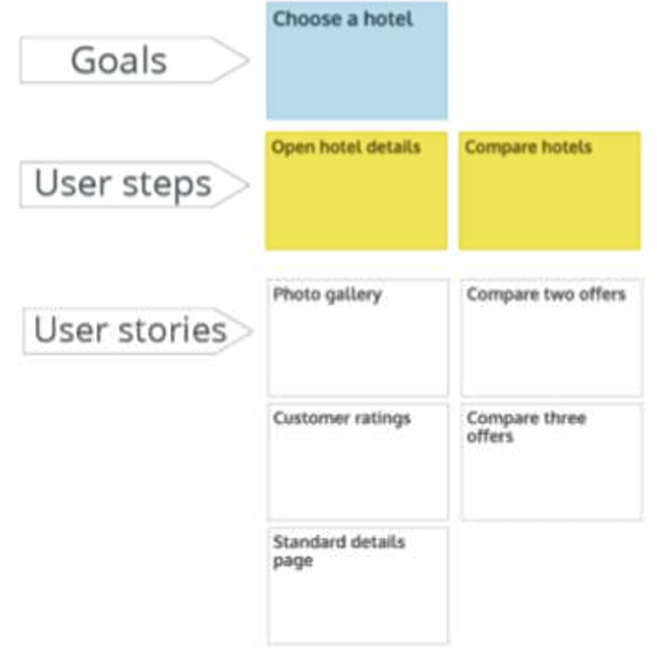 Goals
Choose a hotel
User steps
Open hotel details
Compare hotels
User stories
Photo gallery
Compare two offers
Customer ratings
Compare three
offers
Standard details
page